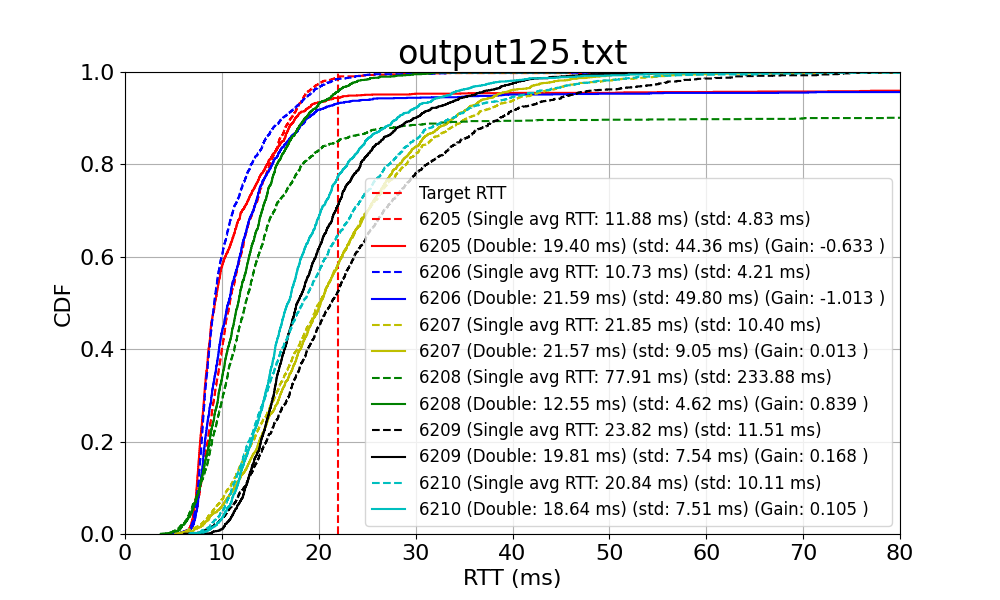 output125.txt
1.0
0.8
0.6
0.4
0.2
0.0
CDF
Target RTT
6205 (Single avg RTT: 11.88 ms) (std: 4.83 ms)
6205 (Double: 19.40 ms) (std: 44.36 ms) (Gain: -0.633 )
6206 (Single avg RTT: 10.73 ms) (std: 4.21 ms)
6206 (Double: 21.59 ms) (std: 49.80 ms) (Gain: -1.013 )
6207 (Single avg RTT: 21.85 ms) (std: 10.40 ms)
6207 (Double: 21.57 ms) (std: 9.05 ms) (Gain: 0.013 )
6208 (Single avg RTT: 77.91 ms) (std: 233.88 ms)
6208 (Double: 12.55 ms) (std: 4.62 ms) (Gain: 0.839 )
6209 (Single avg RTT: 23.82 ms) (std: 11.51 ms)
6209 (Double: 19.81 ms) (std: 7.54 ms) (Gain: 0.168 )
6210 (Single avg RTT: 20.84 ms) (std: 10.11 ms)
6210 (Double: 18.64 ms) (std: 7.51 ms) (Gain: 0.105 )
0 10 20 30 40 50 60 70 80
RTT (ms)